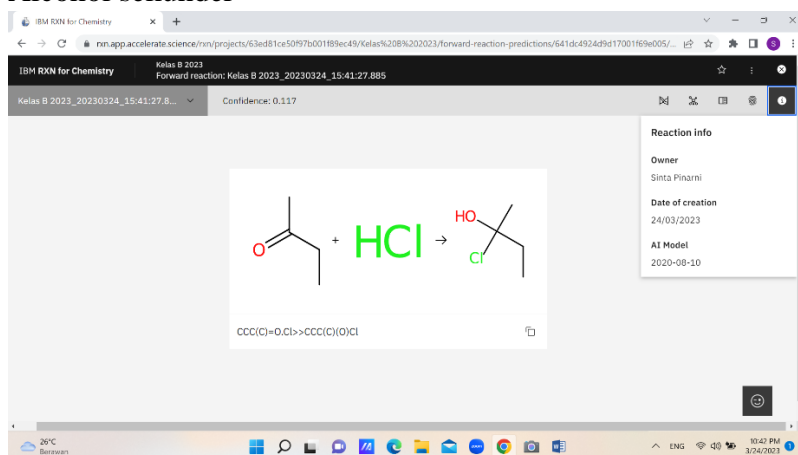 IBM RXN for Chemistry
rxn.app.accelerate.science/rxn/projects/63ed81ce50f97b001f89ec49/Kelas%20B%202023/forward-reaction-predictions/641dc4924d9d17001f69e005/...
S
IBM RXN for Chemistry
Kelas B 2023
Forward reaction: Kelas B 2023_20230324_15:41:27.885
Kelas B 2023_20230324_15:41:27.8...
Confidence: 0.117
Reaction info
Owner
Sinta Pinarni
Date of creation
24/03/2023
AI Model
2020-08-10
O + HCl → HO Cl
CCC(C)=O.Cl>>CCC(C)(O)Cl
26°C
Berawan
ENG
10:42 PM
3/24/2023
1